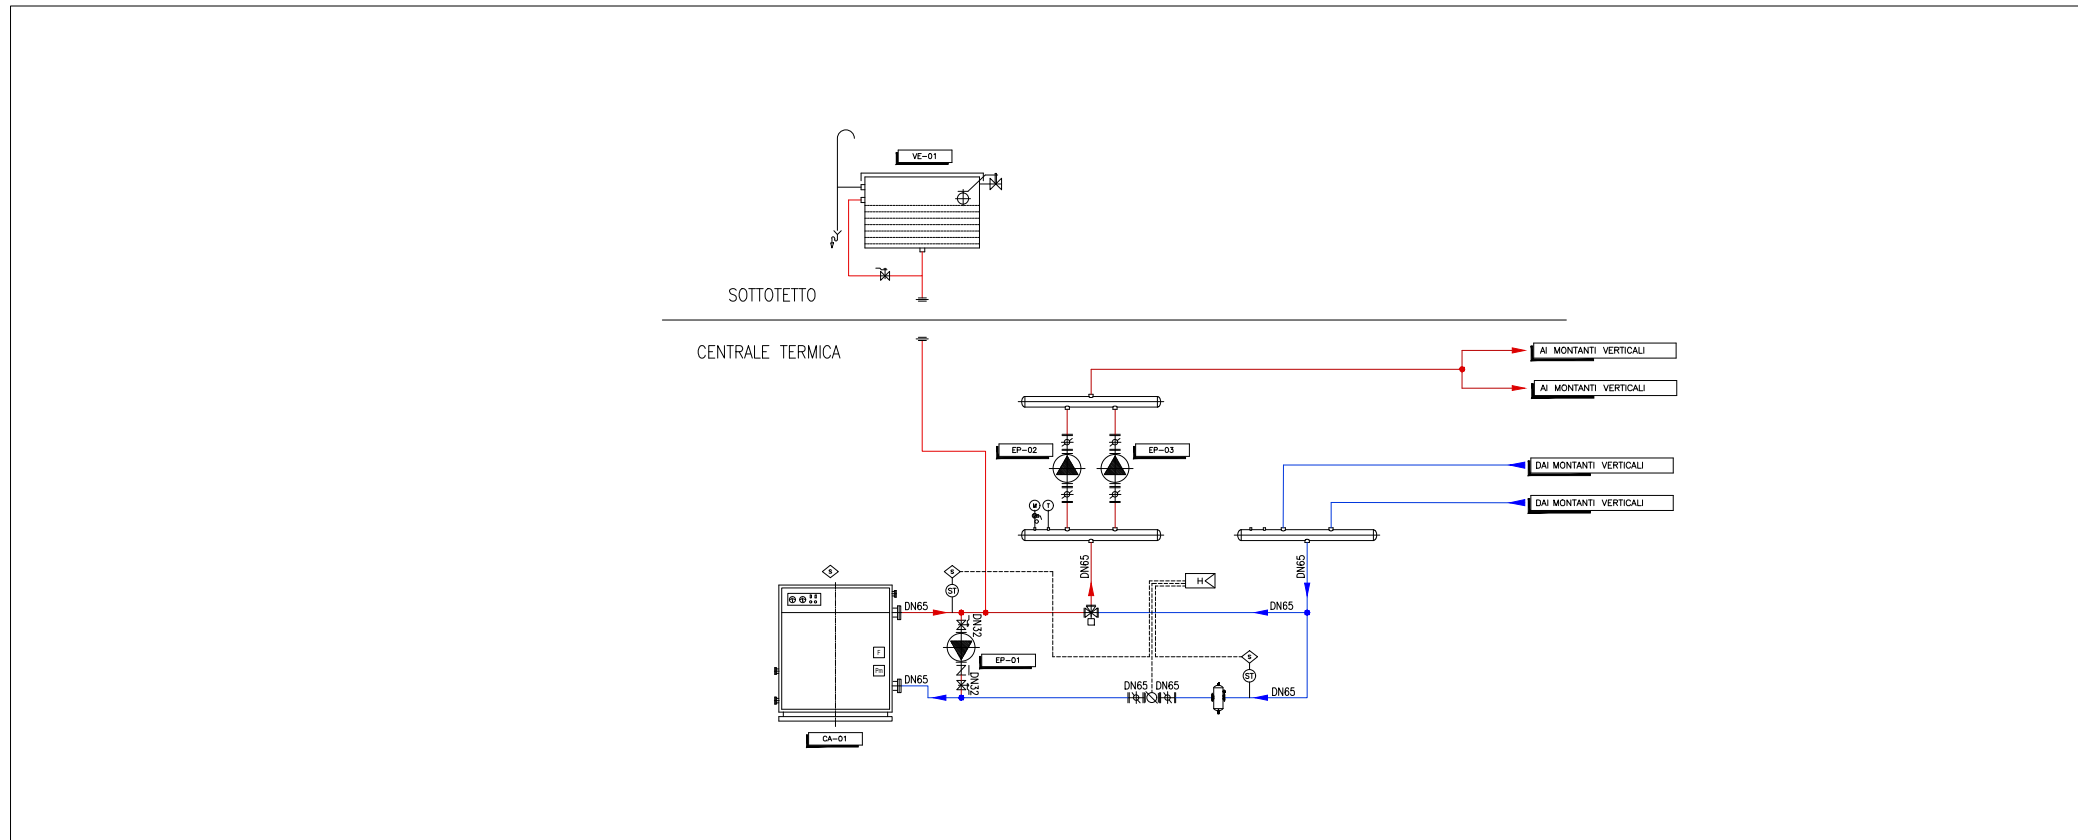 VE-01
SOTTOTETTO
CENTRALE TERMICA
AI MONTANTI VERTICALI
AI MONTANTI VERTICALI
EP-02
EP-03
DAI MONTANTI VERTICALI
DAI MONTANTI VERTICALI
M
T
DN65
DN65
S
S
ST
H
DN65
DN65
DN32
F
EP-01
S
Pm
DN65
DN32
ST
DN65
DN65
DN65
CA-01